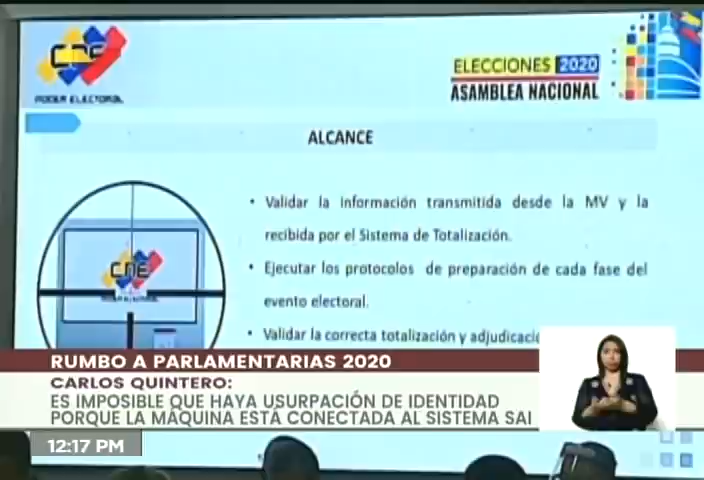 CNE
PODER ELECTORAL
ELECCIONES 2020
ASAMBLEA NACIONAL
ALCANCE
• Validar la información transmitida desde la MV y la
recibida por el Sistema de Totalización.
• Ejecutar los protocolos de preparación de cada fase del
evento electoral.
• Validar la correcta totalización y
CNE
RUMBO A PARLAMENTARIAS 2020
CARLOS QUINTERO:
ES IMPOSIBLE QUE HAYA USURPACIÓN DE IDENTIDAD
PORQUE LA MÁQUINA ESTÁ CONECTADA AL SISTEMA SAI
12:17 PM